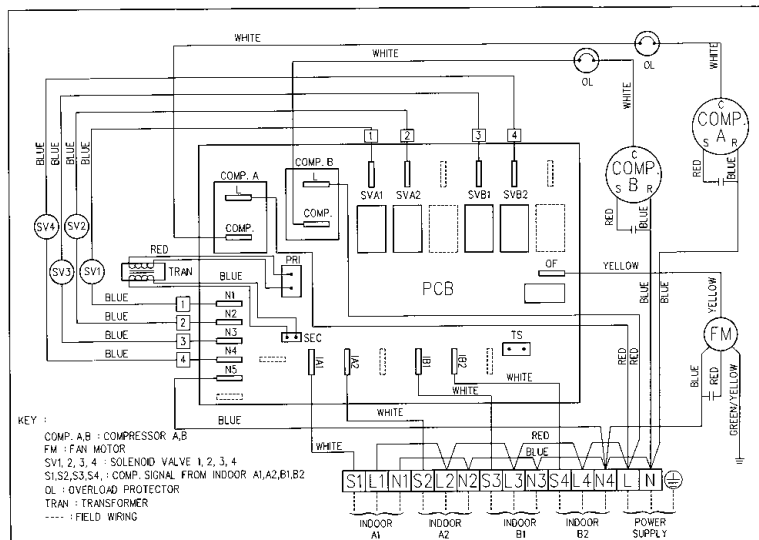 WHITE
WHITE
OL
OL
WHITE
WHITE
C
COMP.
A
S R
C
COMP.
B
S R
RED
BLUE
RED
BLUE
BLUE
BLUE
BLUE
BLUE
1
2
3
4
COMP. A
L
COMP.
COMP. B
L
COMP.
SVA1
SVA2
SVB1
SVB2
SV4
SV2
SV3
SV1
RED
TRAN
PRI
BLUE
OF
YELLOW
PCB
YELLOW
FM
BLUE
BLUE
BLUE
RED
GREEN/YELLOW
BLUE
1
N1
BLUE
2
N2
BLUE
3
N3
BLUE
4
N4
N5
SEC
IA1
IA2
IB1
IB2
TS
WHITE
WHITE
RED
RED
BLUE
WHITE
WHITE
RED
BLUE
KEY :
COMP. A,B : COMPRESSOR A,B
FM : FAN MOTOR
SV1, 2, 3, 4 : SOLENOID VALVE 1, 2, 3, 4
S1,S2,S3,S4, : COMP. SIGNAL FROM INDOOR A1,A2,B1,B2
OL : OVERLOAD PROTECTOR
TRAN : TRANSFORMER
---- : FIELD WIRING
S1 L1 N1 S2 L2 N2 S3 L3 N3 S4 L4 N4 L N
INDOOR
A1
INDOOR
A2
INDOOR
B1
INDOOR
B2
POWER
SUPPLY